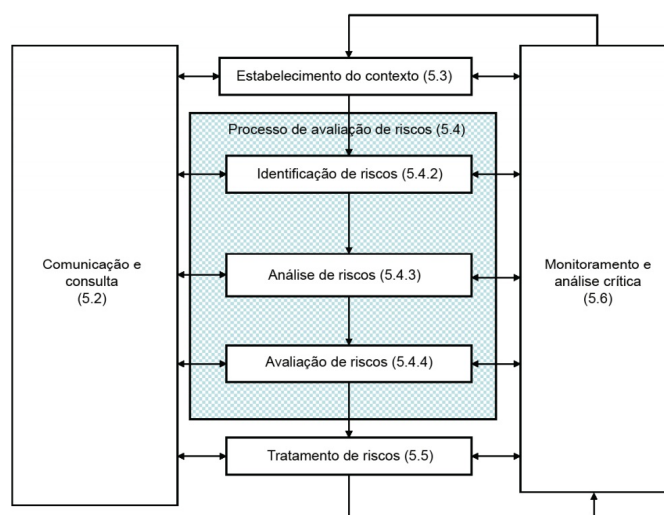 Estabelecimento do contexto (5.3)
Processo de avaliação de riscos (5.4)
Identificação de riscos (5.4.2)
Comunicação e
consulta
(5.2)
Análise de riscos (5.4.3)
Monitoramento e
análise crítica
(5.6)
Avaliação de riscos (5.4.4)
Tratamento de riscos (5.5)